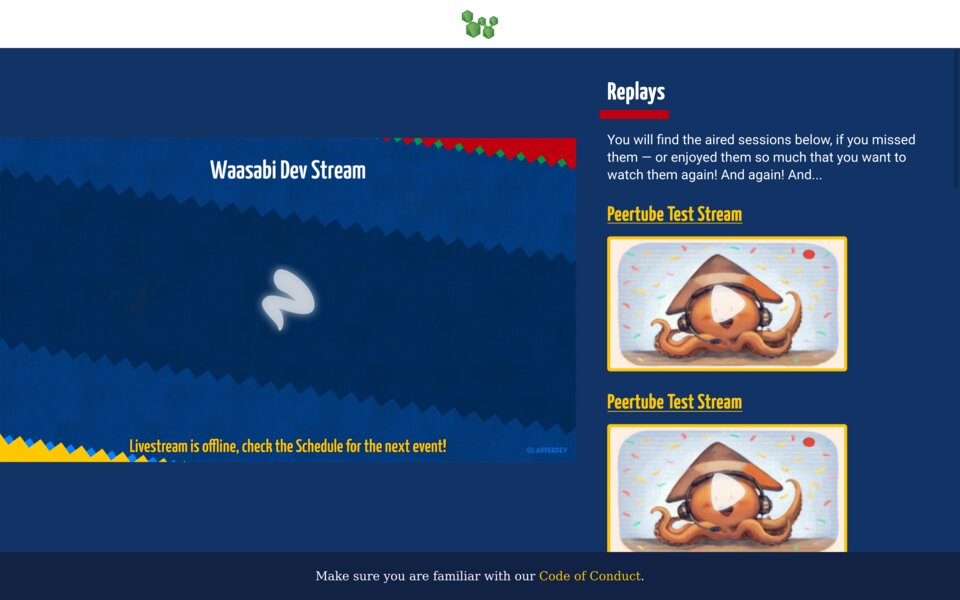 Waasabi Dev Stream
Livestream is offline, check the Schedule for the next event!
@LAPPERDEV
Replays
You will find the aired sessions below, if you missed
them — or enjoyed them so much that you want to
watch them again! And again! And...
Peertube Test Stream
Peertube Test Stream
Make sure you are familiar with our Code of Conduct.